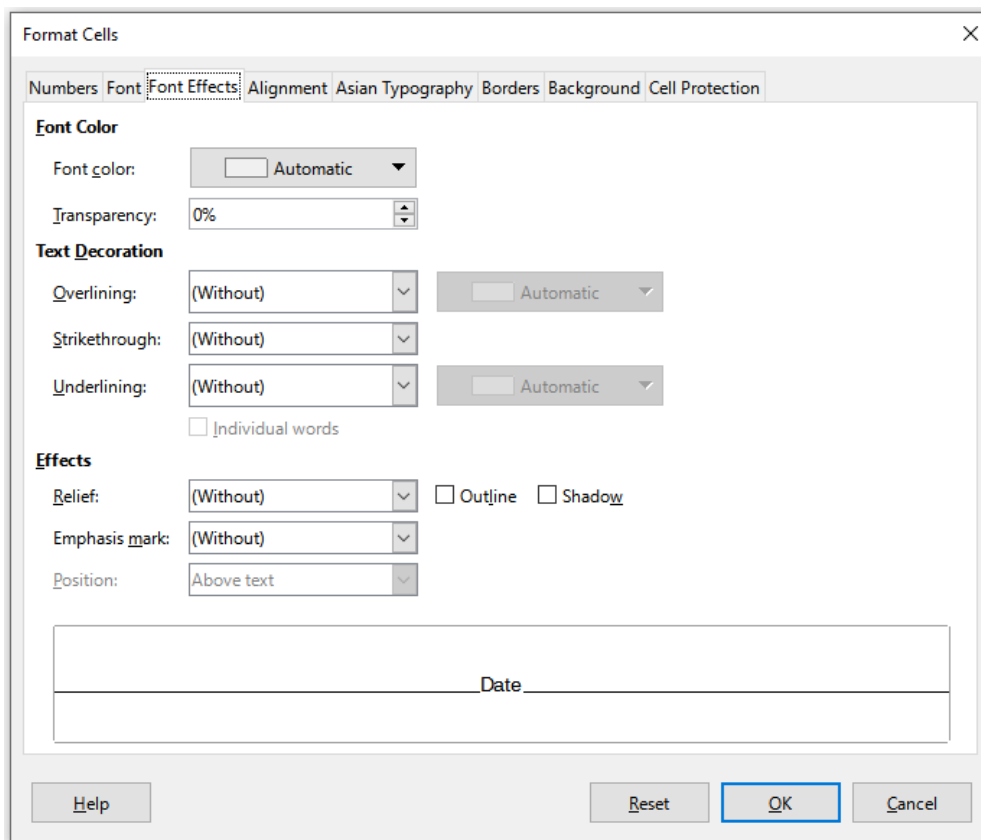 Format Cells
Numbers Font Font Effects Alignment Asian Typography Borders Background Cell Protection
Font Color
Font color: Automatic
Transparency: 0%
Text Decoration
Overlining: (Without) Automatic
Strikethrough: (Without)
Underlining: (Without) Automatic
Individual words
Effects
Relief: (Without) Outline Shadow
Emphasis mark: (Without)
Position: Above text
Date
Help Reset OK Cancel